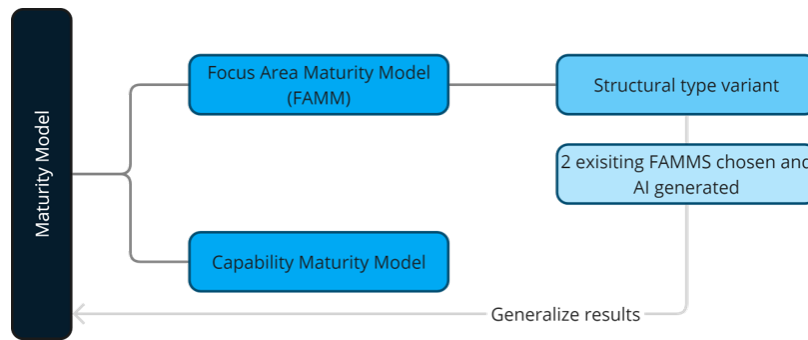 Maturity Model
Focus Area Maturity Model
(FAMM)
Structural type variant
2 exisiting FAMMS chosen and
AI generated
Capability Maturity Model
Generalize results